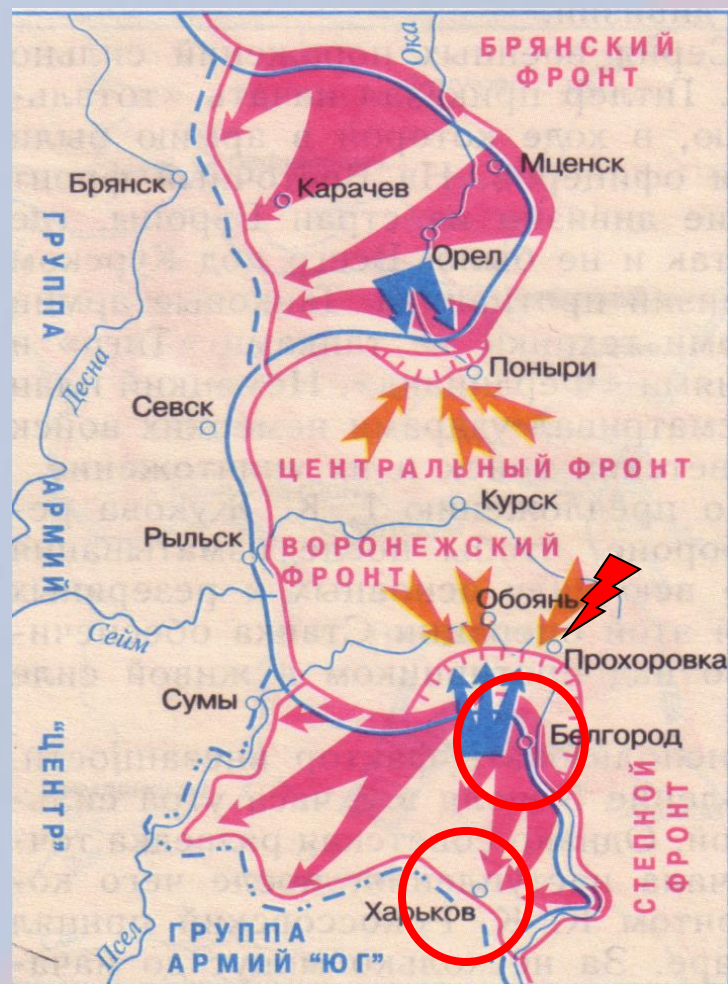 БРЯНСКИЙ
ФРОНТ
Ока
Мценск
Брянск
Карачев
Орел
ГРУППА
АРМИЙ
"ЦЕНТР"
Десна
Поныри
Севск
ЦЕНТРАЛЬНЫЙ ФРОНТ
Курск
Рыльск
ВОРОНЕЖСКИЙ
ФРОНТ
Обоянь
Сейм
Прохоровка
Сумы
Белгород
СТЕПНОЙ
ФРОНТ
Харьков
Псел
ГРУППА
АРМИЙ "ЮГ"